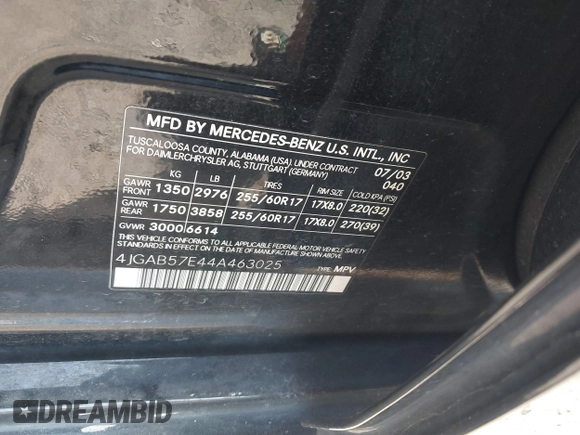 MFD BY MERCEDES-BENZ U.S. INTL., INC
TUSCALOOSA COUNTY, ALABAMA (USA). UNDER CONTRACT 07/03
FOR DAIMLERCHRYSLER AG, STUTTGART (GERMANY) 040
KG LB TIRES RIM SIZE COLD KPA (PSI)
GAWR FRONT 1350 2976 255/60R17 17X8.0 220(32)
GAWR REAR 1750 3858 255/60R17 17X8.0 270(39)
GVWR 3000 6614
THIS VEHICLE CONFORMS TO ALL APPLICABLE FEDERAL MOTOR VEHICLE SAFETY
STANDARDS IN EFFECT ON THE DATE OF MANUFACTURE SHOWN ABOVE.
4JGAB57E44A463025 TYPE: MPV
DREAMBID